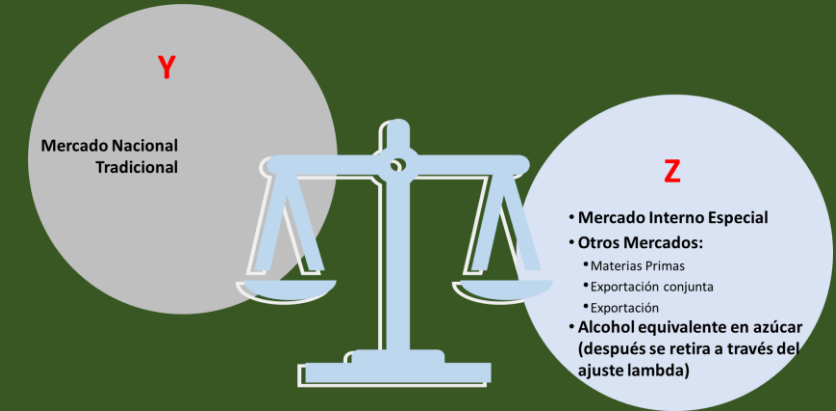 Y
Mercado Nacional
Tradicional
Z
• Mercado Interno Especial
• Otros Mercados:
• Materias Primas
• Exportación conjunta
• Exportación
• Alcohol equivalente en azúcar
(después se retira a través del
ajuste lambda)